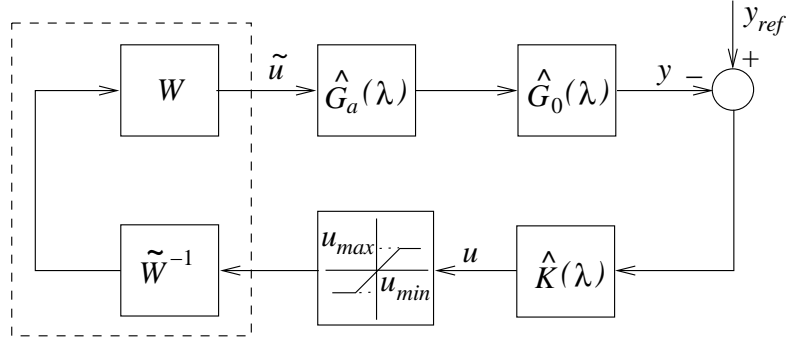 y_ref
W
ũ
Ĝ_a(λ)
Ĝ_0(λ)
y
−
+
W̃^{-1}
u_max
u_min
u
K̂(λ)